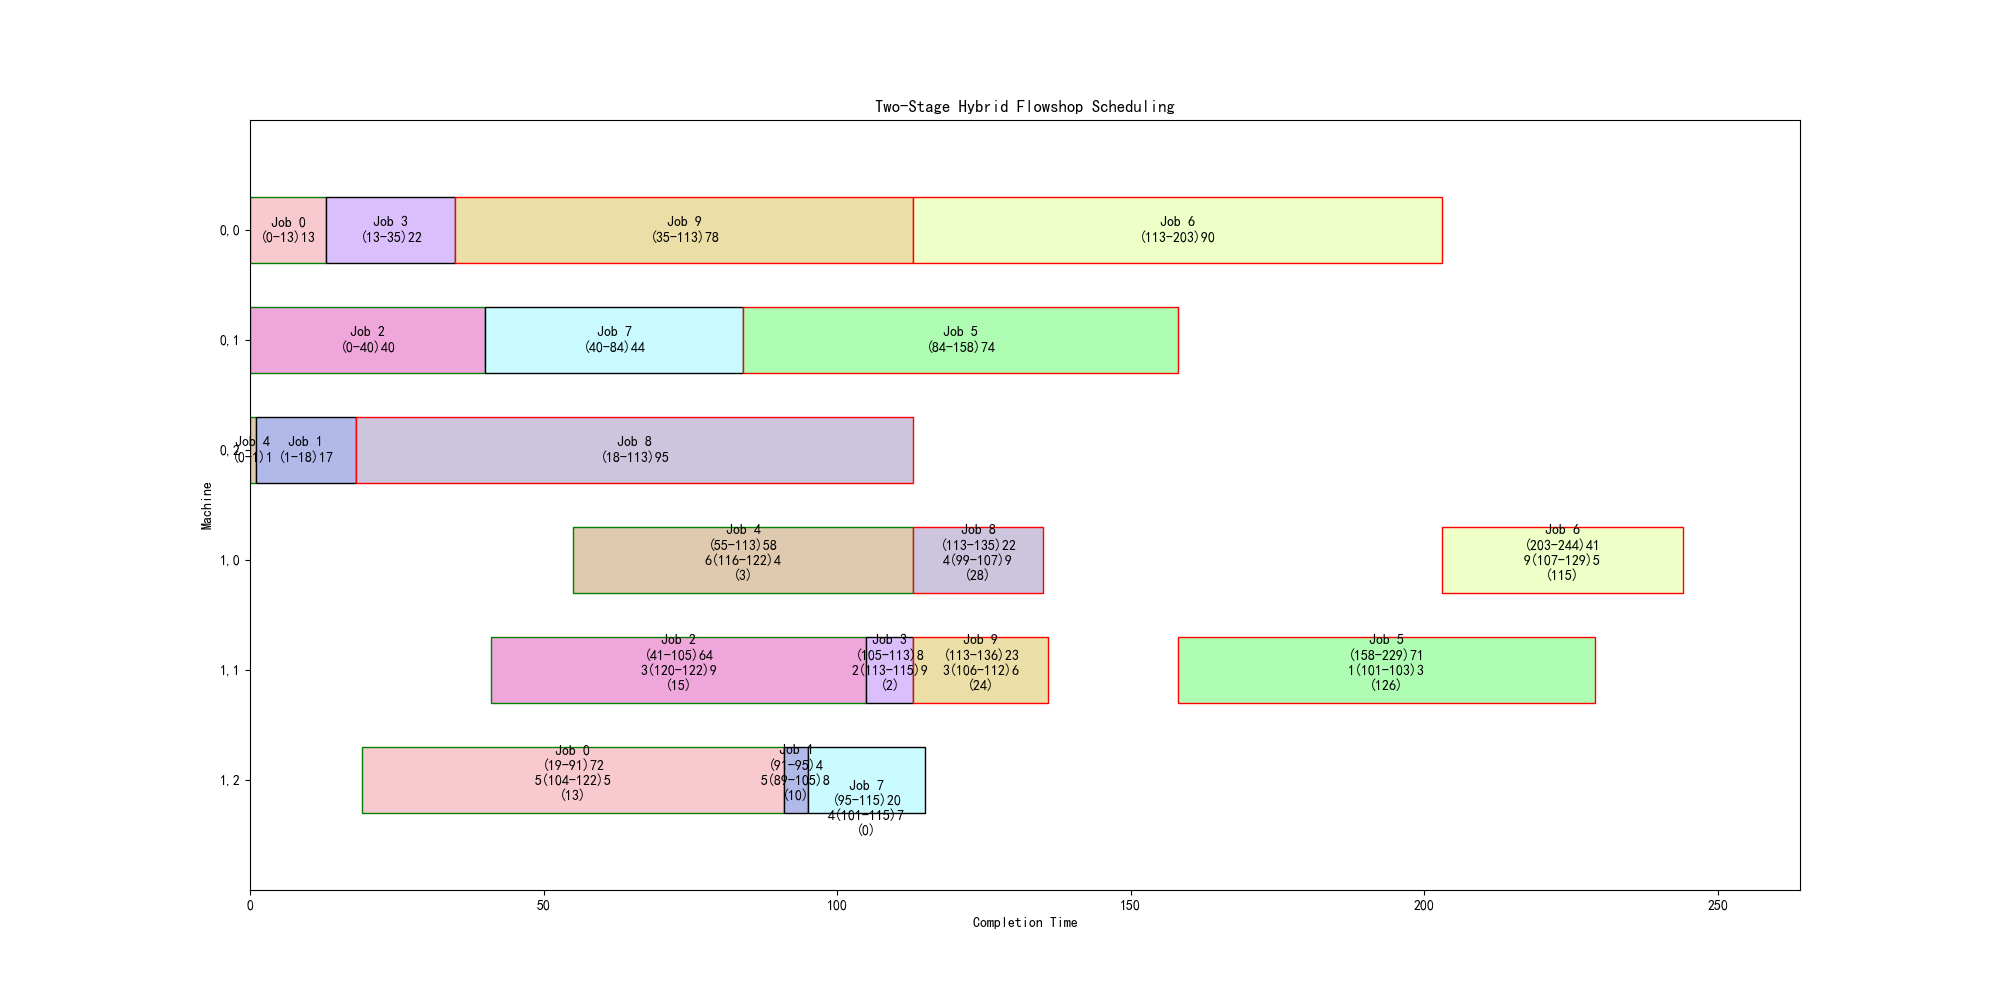 Two-Stage Hybrid Flowshop Scheduling
0,0
Job 0
(0-13)13
Job 3
(13-35)22
Job 9
(35-113)78
Job 6
(113-203)90
0,1
Job 2
(0-40)40
Job 7
(40-84)44
Job 5
(84-158)74
0,2
Job 4
(0-1)1
Job 1
(1-18)17
Job 8
(18-113)95
1,0
Job 4
(55-113)58
6(116-122)4
(3)
Job 8
(113-135)22
4(99-107)9
(28)
Job 6
(203-244)41
9(107-129)5
(115)
1,1
Job 2
(41-105)64
3(120-122)9
(15)
Job 3
(105-113)8
2(113-115)9
(2)
Job 9
(113-136)23
3(106-112)6
(24)
Job 5
(158-229)71
1(101-103)3
(126)
1,2
Job 0
(19-91)72
5(104-122)5
(13)
Job 1
(91-95)4
5(89-105)8
(10)
Job 7
(95-115)20
4(101-115)7
(0)
Machine
0
50
100
150
200
250
Completion Time